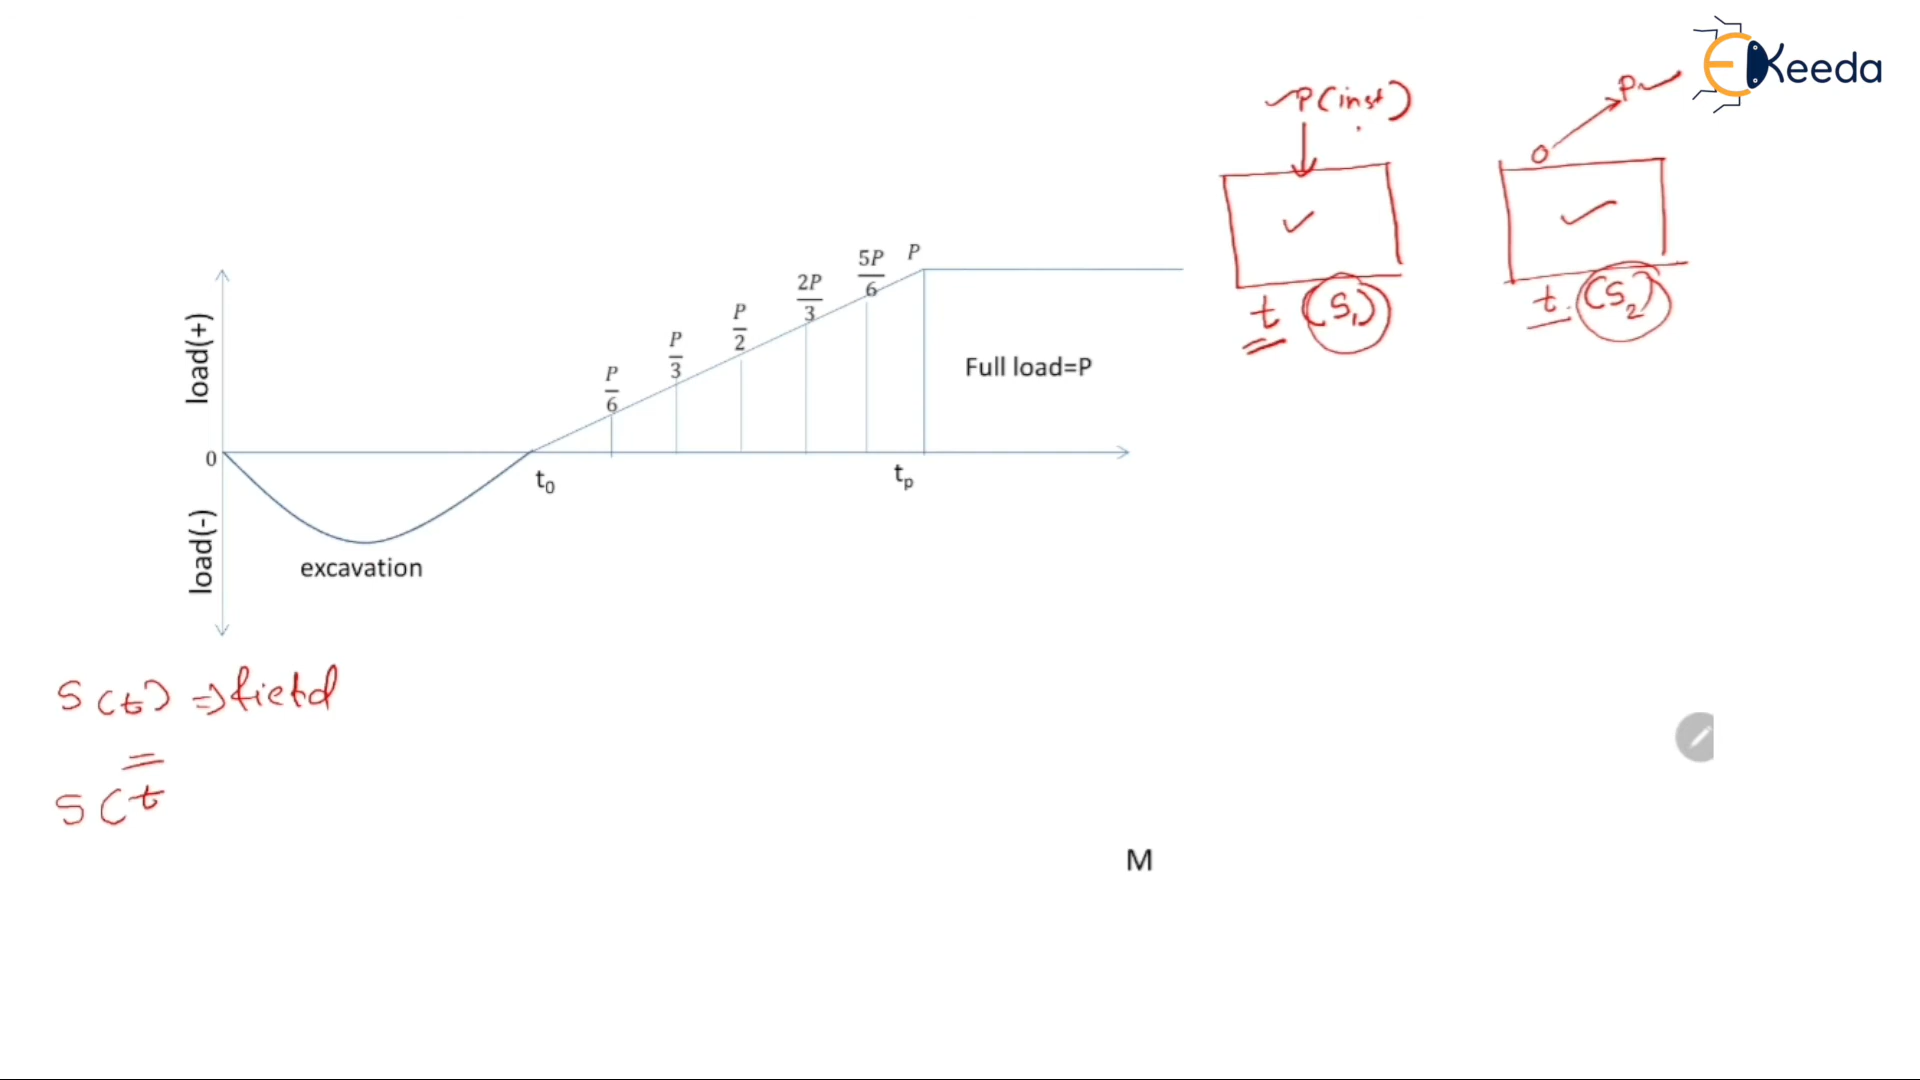 EKeeda
P(inst)
P
0
t (S1)
t. (S2)
load(+)
P/6
P/3
P/2
2P/3
5P/6
P
Full load=P
0
t0
tp
load(-)
excavation
S(t) => field
=
S(t
M